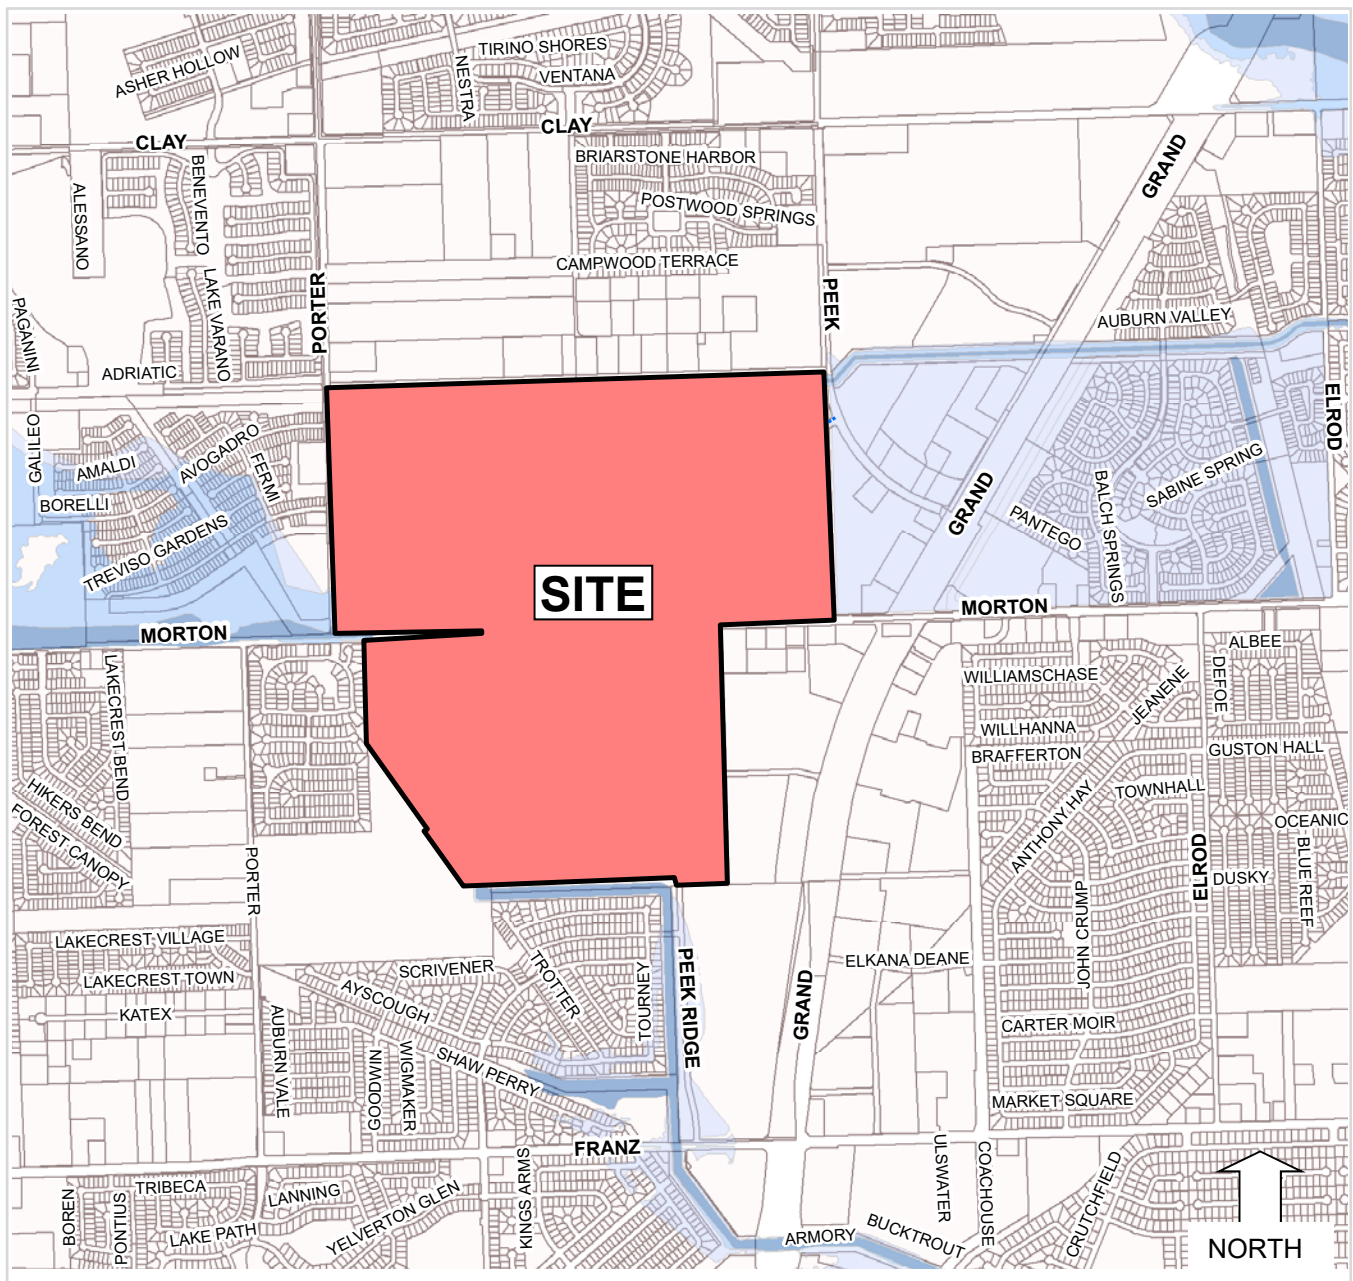 TIRINO SHORES
ASHER HOLLOW
VENTANA
NESTRA
CLAY
CLAY
BRIARSTONE HARBOR
GRAND
BENEVENTO
ALESSANO
POSTWOOD SPRINGS
CAMPWOOD TERRACE
PORTER
PEEK
LAKE VARANO
PAGANINI
AUBURN VALLEY
ADRIATIC
ELROD
GALILEO
AVOGADRO
AMALDI
FERMI
BORELLI
SABINE SPRING
BALCH SPRINGS
GRAND
PANTEGO
TREVISO GARDENS
SITE
MORTON
MORTON
ALBEE
LAKECREST BEND
WILLIAMSCHASE
DEFOE
JEANENE
WILLHANNA
BRAFFERTON
GUSTON HALL
TOWNHALL
HIKERS BEND
ANTHONY HAY
OCEANIC
FOREST CANOPY
PORTER
ELROD
BLUE REEF
DUSKY
JOHN CRUMP
LAKECREST VILLAGE
LAKECREST TOWN
SCRIVENER
TROTTER
TOURNEY
PEEK RIDGE
ELKANA DEANE
AYSCOUGH
GRAND
KATEX
CARTER MOIR
AUBURN VALE
GOODWIN
WIGMAKER
SHAW PERRY
MARKET SQUARE
FRANZ
ULSWATER
COACHHOUSE
KINGS ARMS
CRUTCHFIELD
TRIBECA
LANNING
BOREN
PONTIUS
YELVERTON GLEN
LAKE PATH
ARMORY
BUCKTROUT
NORTH